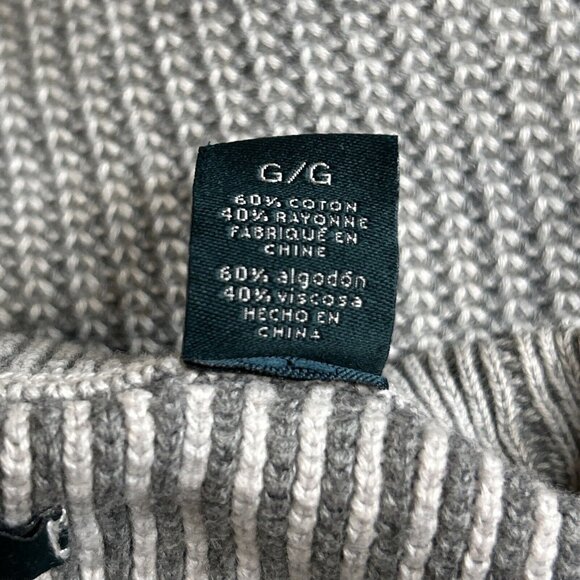 G/G
60% COTON
40% RAYONNE
FABRIQUÉ EN
CHINE
60% algodón
40% viscosa
HECHO EN
CHINA